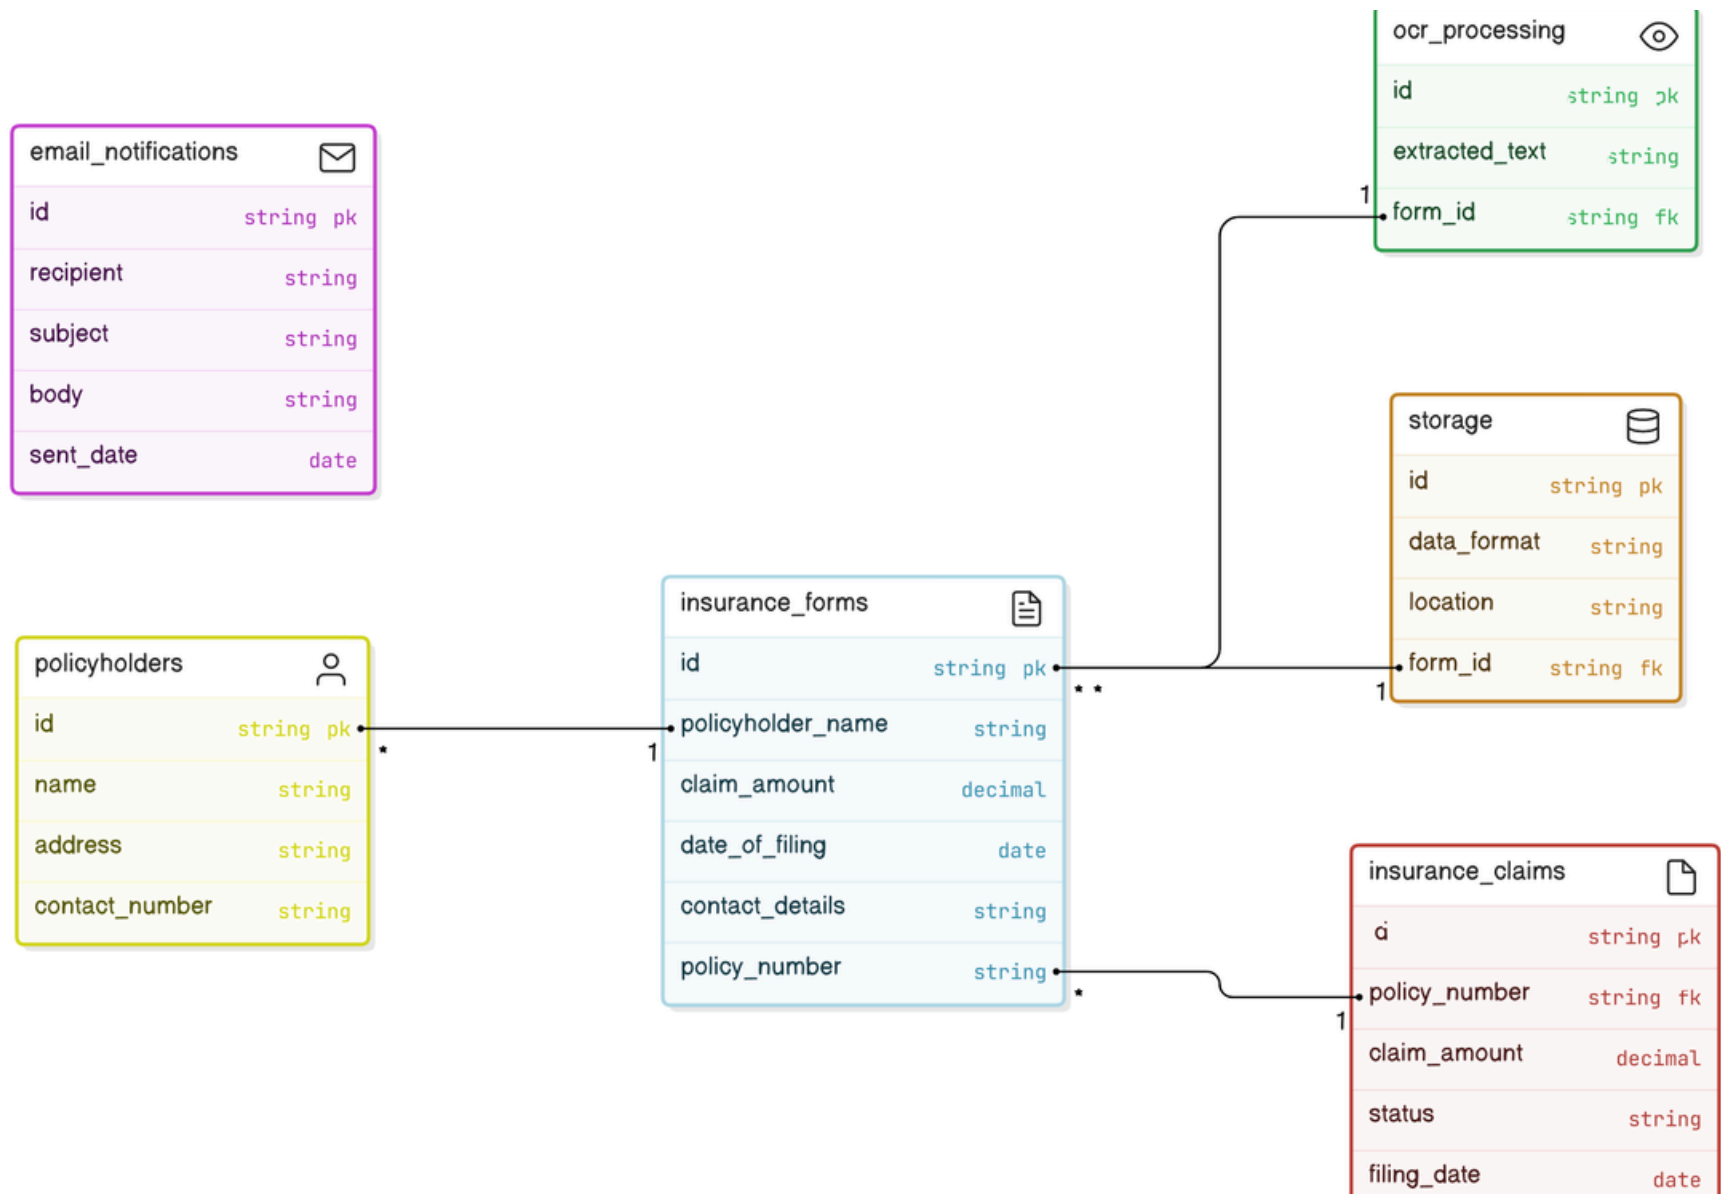 email_notifications
id string pk
recipient string
subject string
body string
sent_date date
policyholders
id string pk
name string
address string
contact_number string
* 1
insurance_forms
id string pk
policyholder_name string
claim_amount decimal
date_of_filing date
contact_details string
policy_number string
* *
*
ocr_processing
id string pk
extracted_text string
form_id string fk
1
storage
id string pk
data_format string
location string
form_id string fk
1
insurance_claims
string pk
policy_number string fk
claim_amount decimal
status string
filing_date date
1